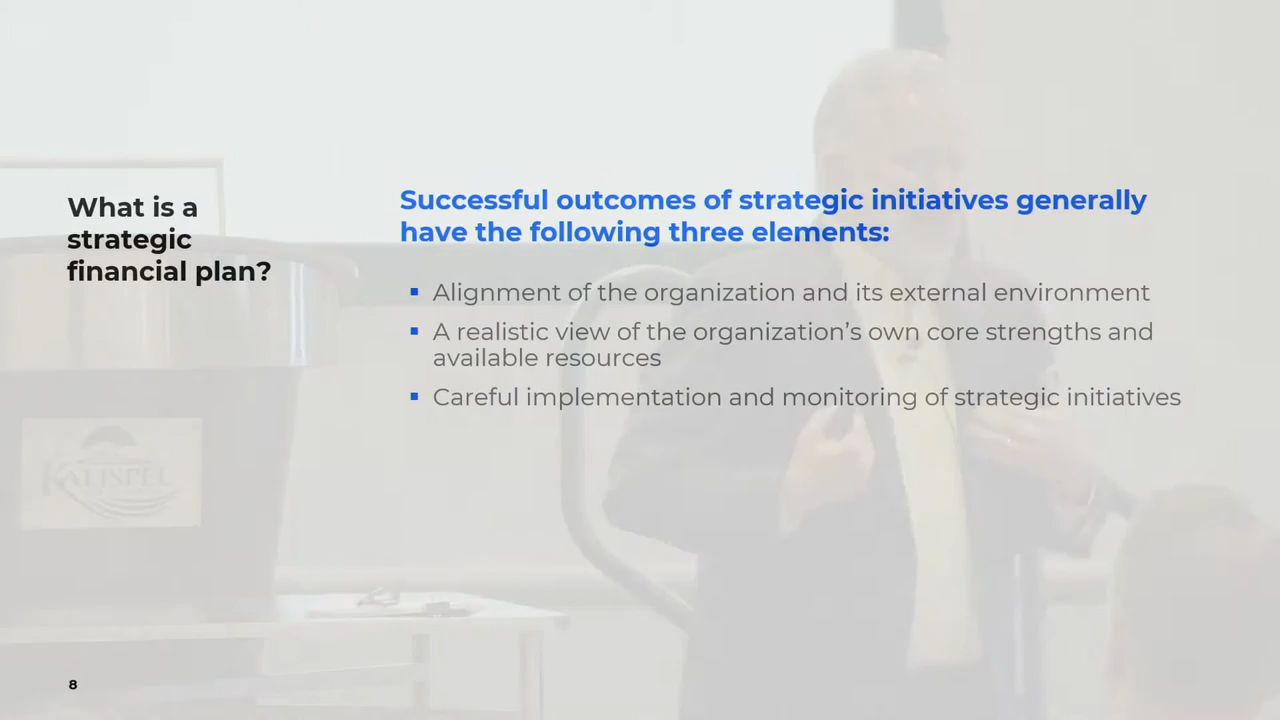 What is a
strategic
financial plan?
Successful outcomes of strategic initiatives generally
have the following three elements:
▪ Alignment of the organization and its external environment
▪ A realistic view of the organization’s own core strengths and
available resources
▪ Careful implementation and monitoring of strategic initiatives
KALISPEL
8